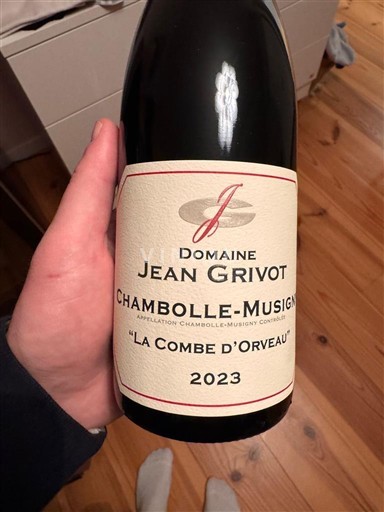 DOMAINE
JEAN GRIVOT
CHAMBOLLE-MUSIGN
APPELLATION CHAMBOLLE-MUSIGNY CONTRÔLÉE
"LA COMBE D'ORVEAU"
2023